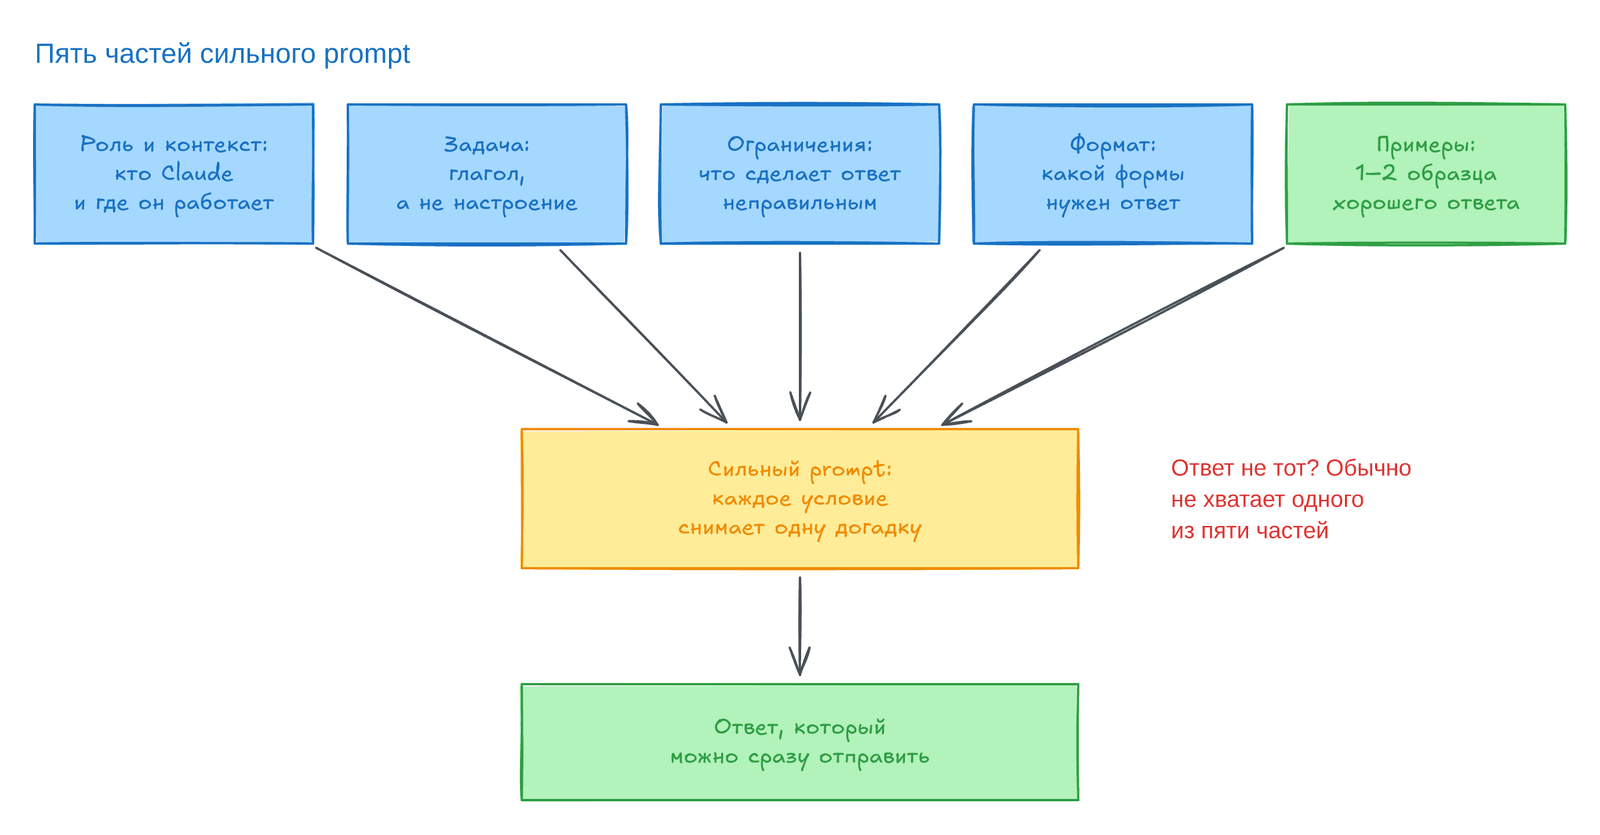 Пять частей сильного prompt
Роль и контекст:
кто Claude
и где он работает
Задача:
глагол,
а не настроение
Ограничения:
что сделает ответ
неправильным
Формат:
какой формы
нужен ответ
Примеры:
1–2 образца
хорошего ответа
Сильный prompt:
каждое условие
снимает одну догадку
Ответ не тот? Обычно
не хватает одного
из пяти частей
Ответ, который
можно сразу отправить